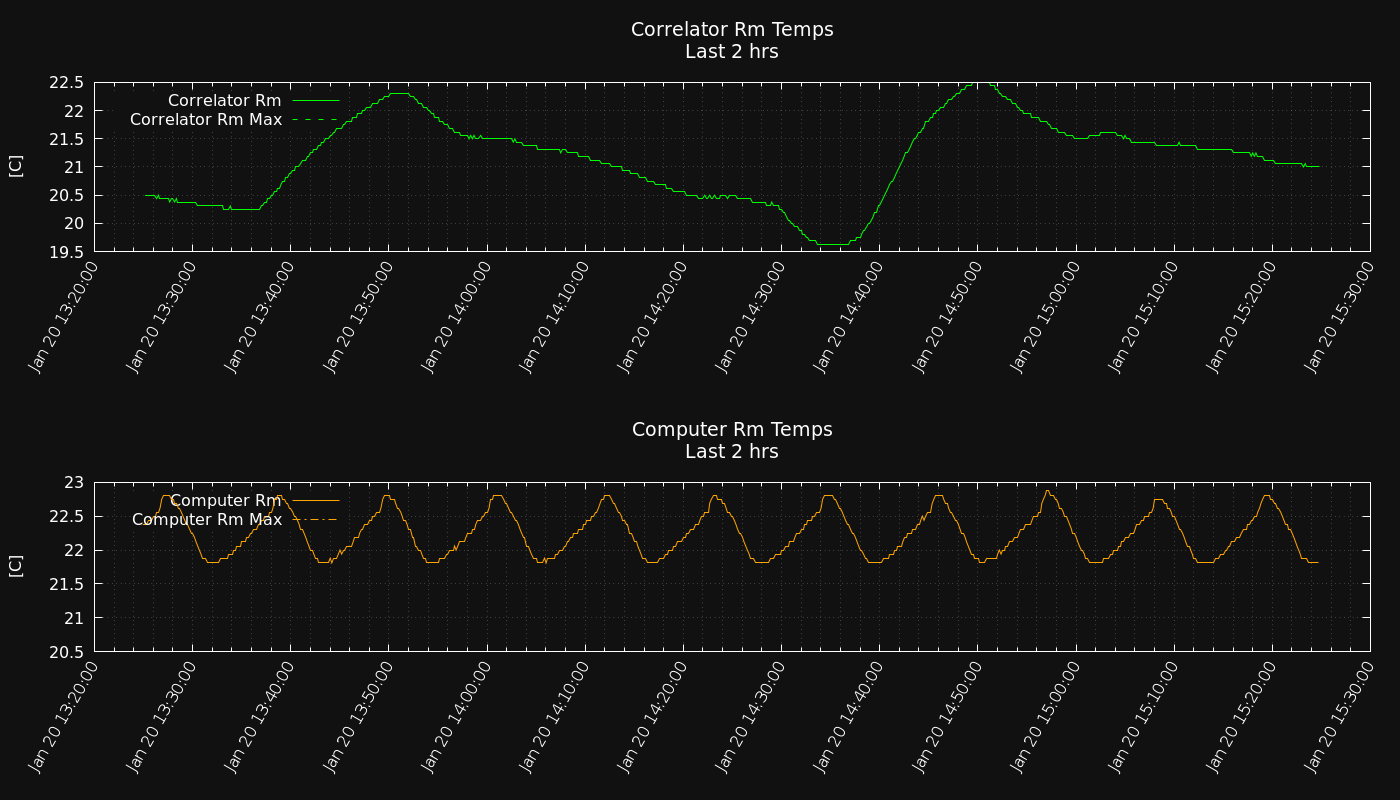 Correlator Rm Temps
Last 2 hrs
22.5
22
21.5
21
20.5
20
19.5
[C]
Correlator Rm
Correlator Rm Max
Jan 20 13:20:00
Jan 20 13:30:00
Jan 20 13:40:00
Jan 20 13:50:00
Jan 20 14:00:00
Jan 20 14:10:00
Jan 20 14:20:00
Jan 20 14:30:00
Jan 20 14:40:00
Jan 20 14:50:00
Jan 20 15:00:00
Jan 20 15:10:00
Jan 20 15:20:00
Jan 20 15:30:00
Computer Rm Temps
Last 2 hrs
23
22.5
22
21.5
21
20.5
[C]
Computer Rm
Computer Rm Max
Jan 20 13:20:00
Jan 20 13:30:00
Jan 20 13:40:00
Jan 20 13:50:00
Jan 20 14:00:00
Jan 20 14:10:00
Jan 20 14:20:00
Jan 20 14:30:00
Jan 20 14:40:00
Jan 20 14:50:00
Jan 20 15:00:00
Jan 20 15:10:00
Jan 20 15:20:00
Jan 20 15:30:00